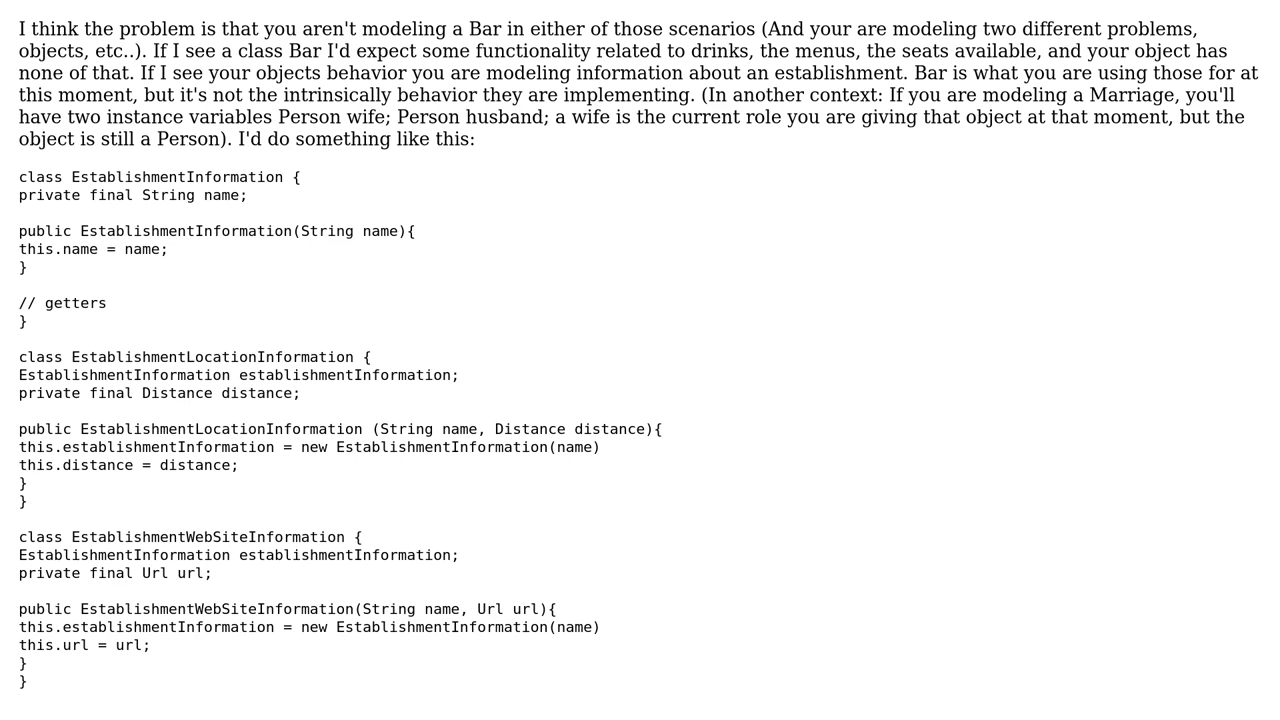 I think the problem is that you aren't modeling a Bar in either of those scenarios (And your are modeling two different problems,
objects, etc..). If I see a class Bar I'd expect some functionality related to drinks, the menus, the seats available, and your object has
none of that. If I see your objects behavior you are modeling information about an establishment. Bar is what you are using those for at
this moment, but it's not the intrinsically behavior they are implementing. (In another context: If you are modeling a Marriage, you'll
have two instance variables Person wife; Person husband; a wife is the current role you are giving that object at that moment, but the
object is still a Person). I'd do something like this:
class EstablishmentInformation {
private final String name;
public EstablishmentInformation(String name){
this.name = name;
}
// getters
}
class EstablishmentLocationInformation {
EstablishmentInformation establishmentInformation;
private final Distance distance;
public EstablishmentLocationInformation (String name, Distance distance){
this.establishmentInformation = new EstablishmentInformation(name)
this.distance = distance;
}
}
class EstablishmentWebSiteInformation {
EstablishmentInformation establishmentInformation;
private final Url url;
public EstablishmentWebSiteInformation(String name, Url url){
this.establishmentInformation = new EstablishmentInformation(name)
this.url = url;
}
}